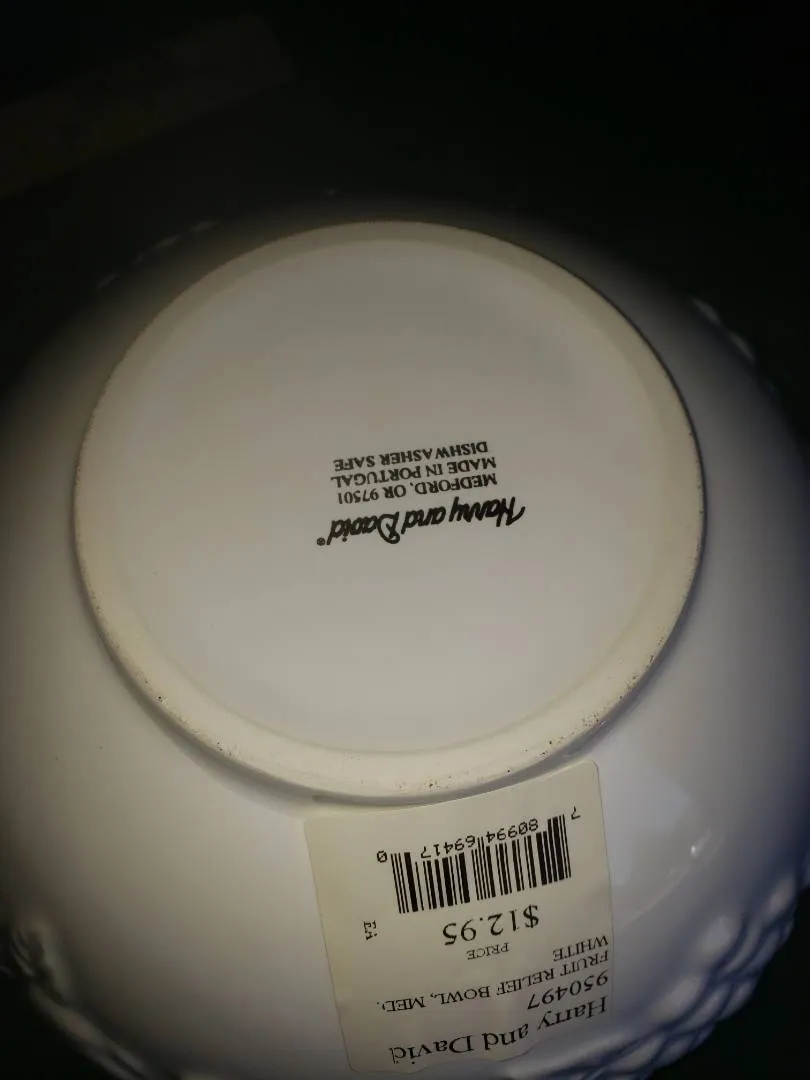 Harry and David®
MEDFORD, OR 97501
MADE IN PORTUGAL
DISHWASHER SAFE
Harry and David
950497
FRUIT RELIEF BOWL, MED.
WHITE
PRICE
$12.95
EA
7 80994 69417 0